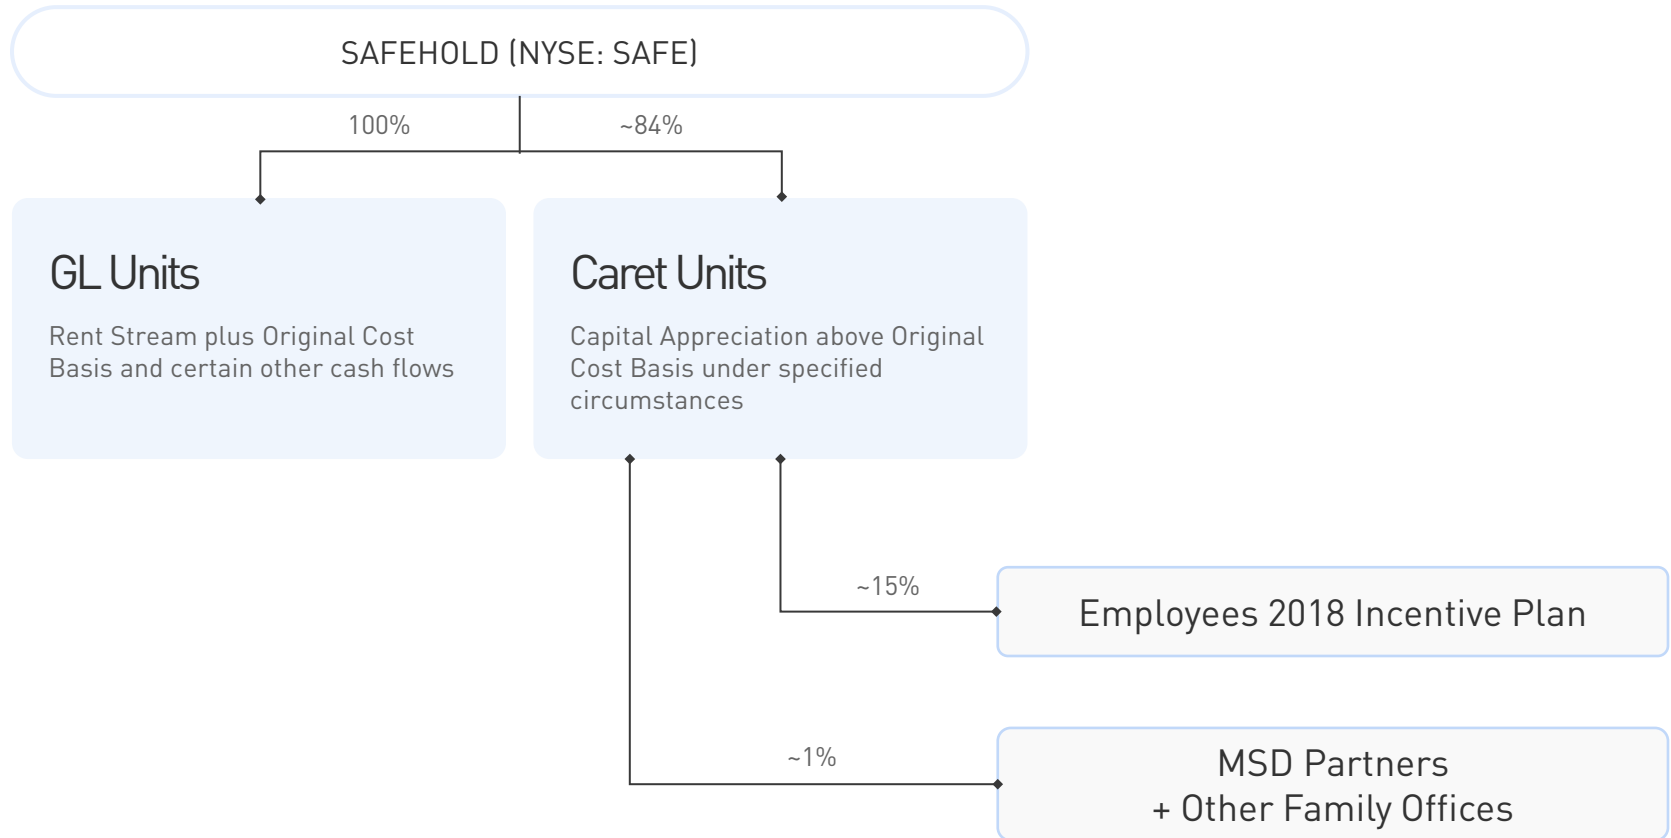 SAFEHOLD (NYSE: SAFE)
100%
~84%
GL Units
Rent Stream plus Original Cost
Basis and certain other cash flows
Caret Units
Capital Appreciation above Original
Cost Basis under specified
circumstances
~15%
Employees 2018 Incentive Plan
~1%
MSD Partners
+ Other Family Offices